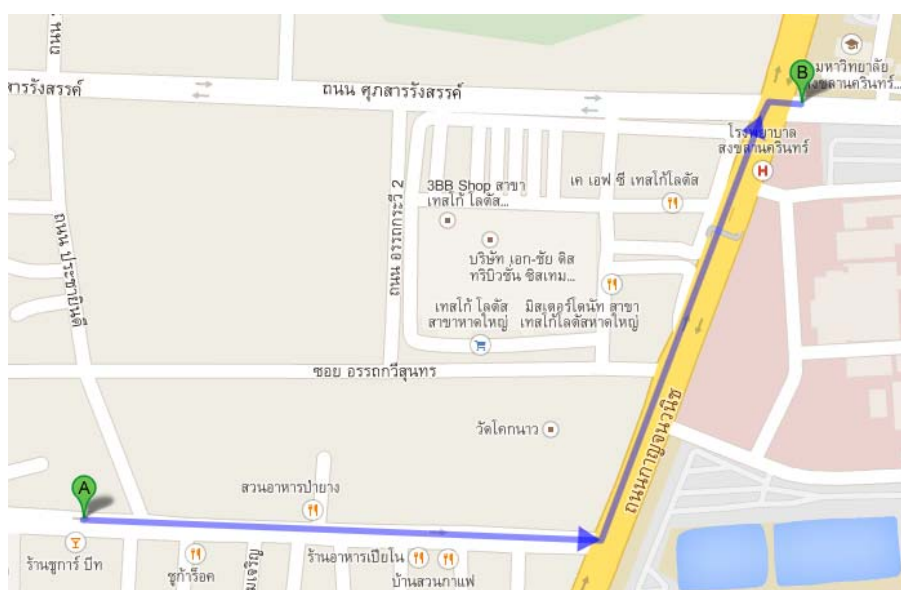 ถนน
B
มหาวิทยาลัย
สงขลานครินทร์...
สารรังสรรค์
ถนน ศุภสารรังสรรค์
โรงพยาบาล
สงขลานครินทร์
H
3BB Shop สาขา
เทสโก้ โลตัส...
เค เอฟ ซี เทสโก้โลตัส
ถนน อรรถกระวี 2
ถนน ประชายินดี
บริษัท เอก-ชัย ดิส
ทริบิวชั่น ซิสเทม...
เทสโก้ โลตัส
สาขาหาดใหญ่
มิสเตอร์โดนัท สาขา
เทสโก้โลตัสหาดใหญ่
ซอย อรรถกวีสุนทร
วัดโคกนาว
ถนนกาญจนวนิช
A
สวนอาหารป่ายาง
ร้านชูการ์ บีท
ชูก้าร็อค
ร้านอาหารเปียโน
บ้านสวนกาแฟ